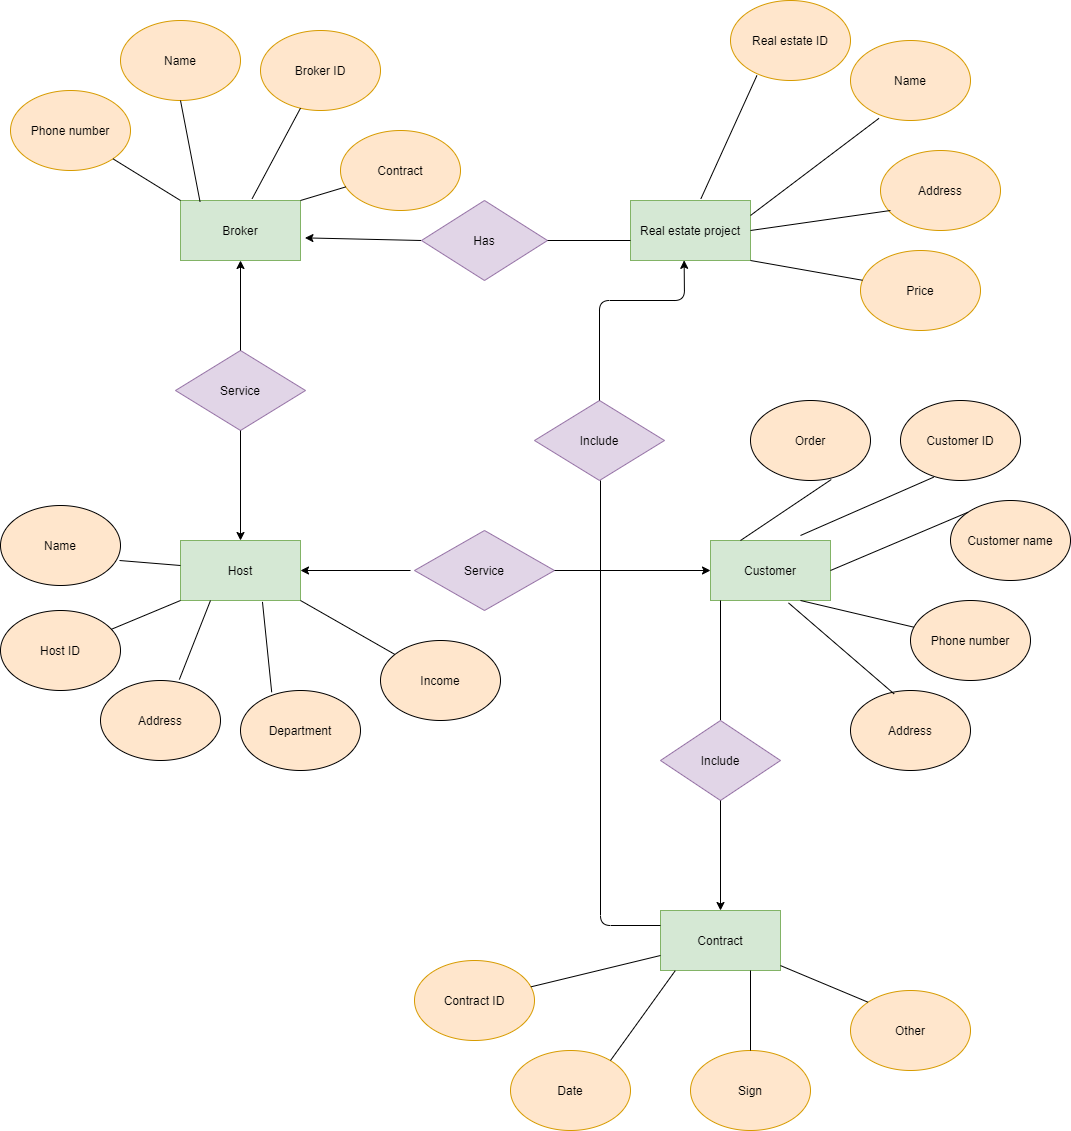 Real estate ID
Name
Broker ID
Name
Phone number
Contract
Address
Broker
Has
Real estate project
Price
Service
Include
Order
Customer ID
Name
Customer name
Host
Service
Customer
Host ID
Phone number
Income
Address
Department
Address
Include
Contract
Contract ID
Other
Date
Sign